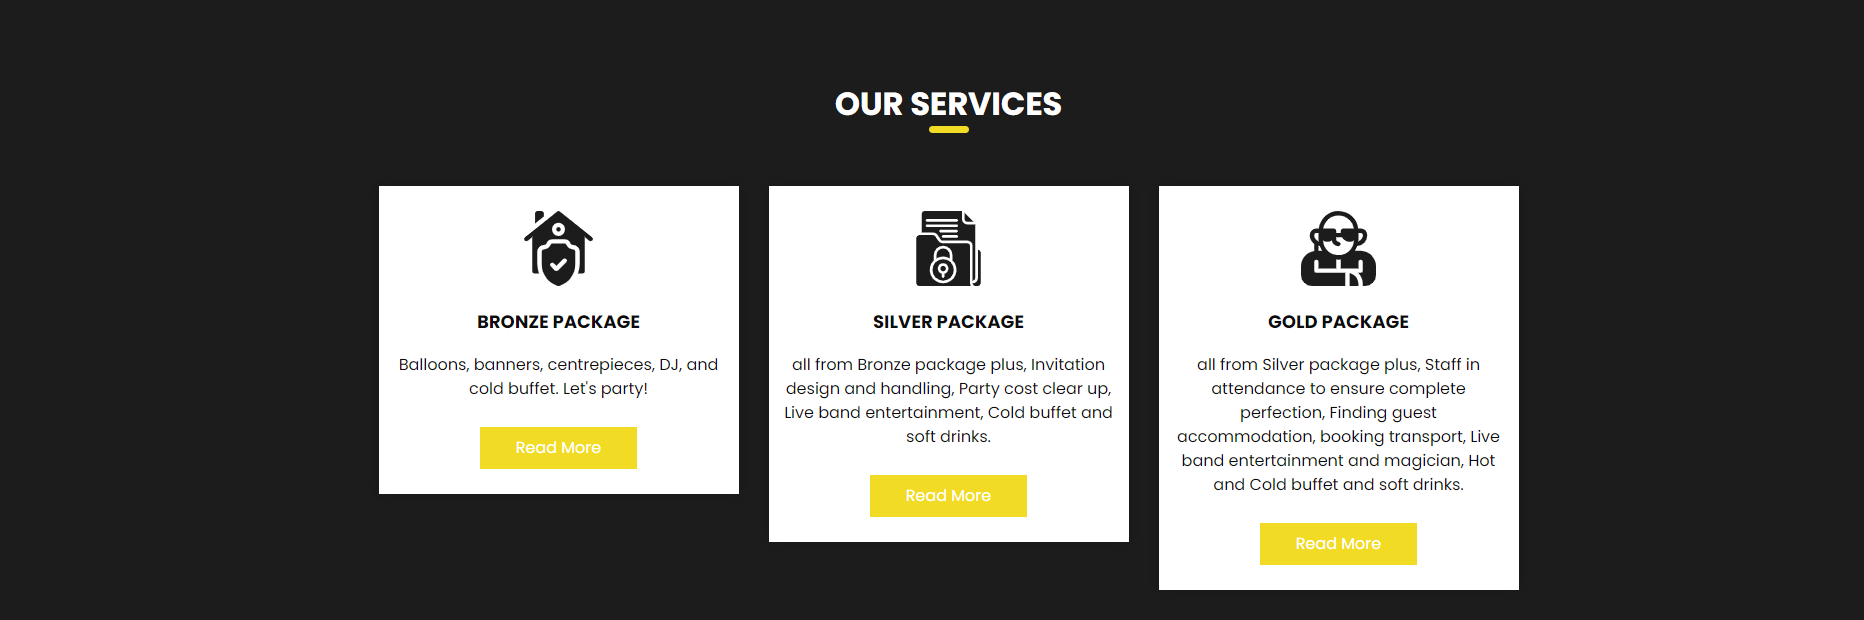 OUR SERVICES
BRONZE PACKAGE
Balloons, banners, centrepieces, DJ, and
cold buffet. Let's party!
Read More
SILVER PACKAGE
all from Bronze package plus, Invitation
design and handling, Party cost clear up,
Live band entertainment, Cold buffet and
soft drinks.
Read More
GOLD PACKAGE
all from Silver package plus, Staff in
attendance to ensure complete
perfection, Finding guest
accommodation, booking transport, Live
band entertainment and magician, Hot
and Cold buffet and soft drinks.
Read More